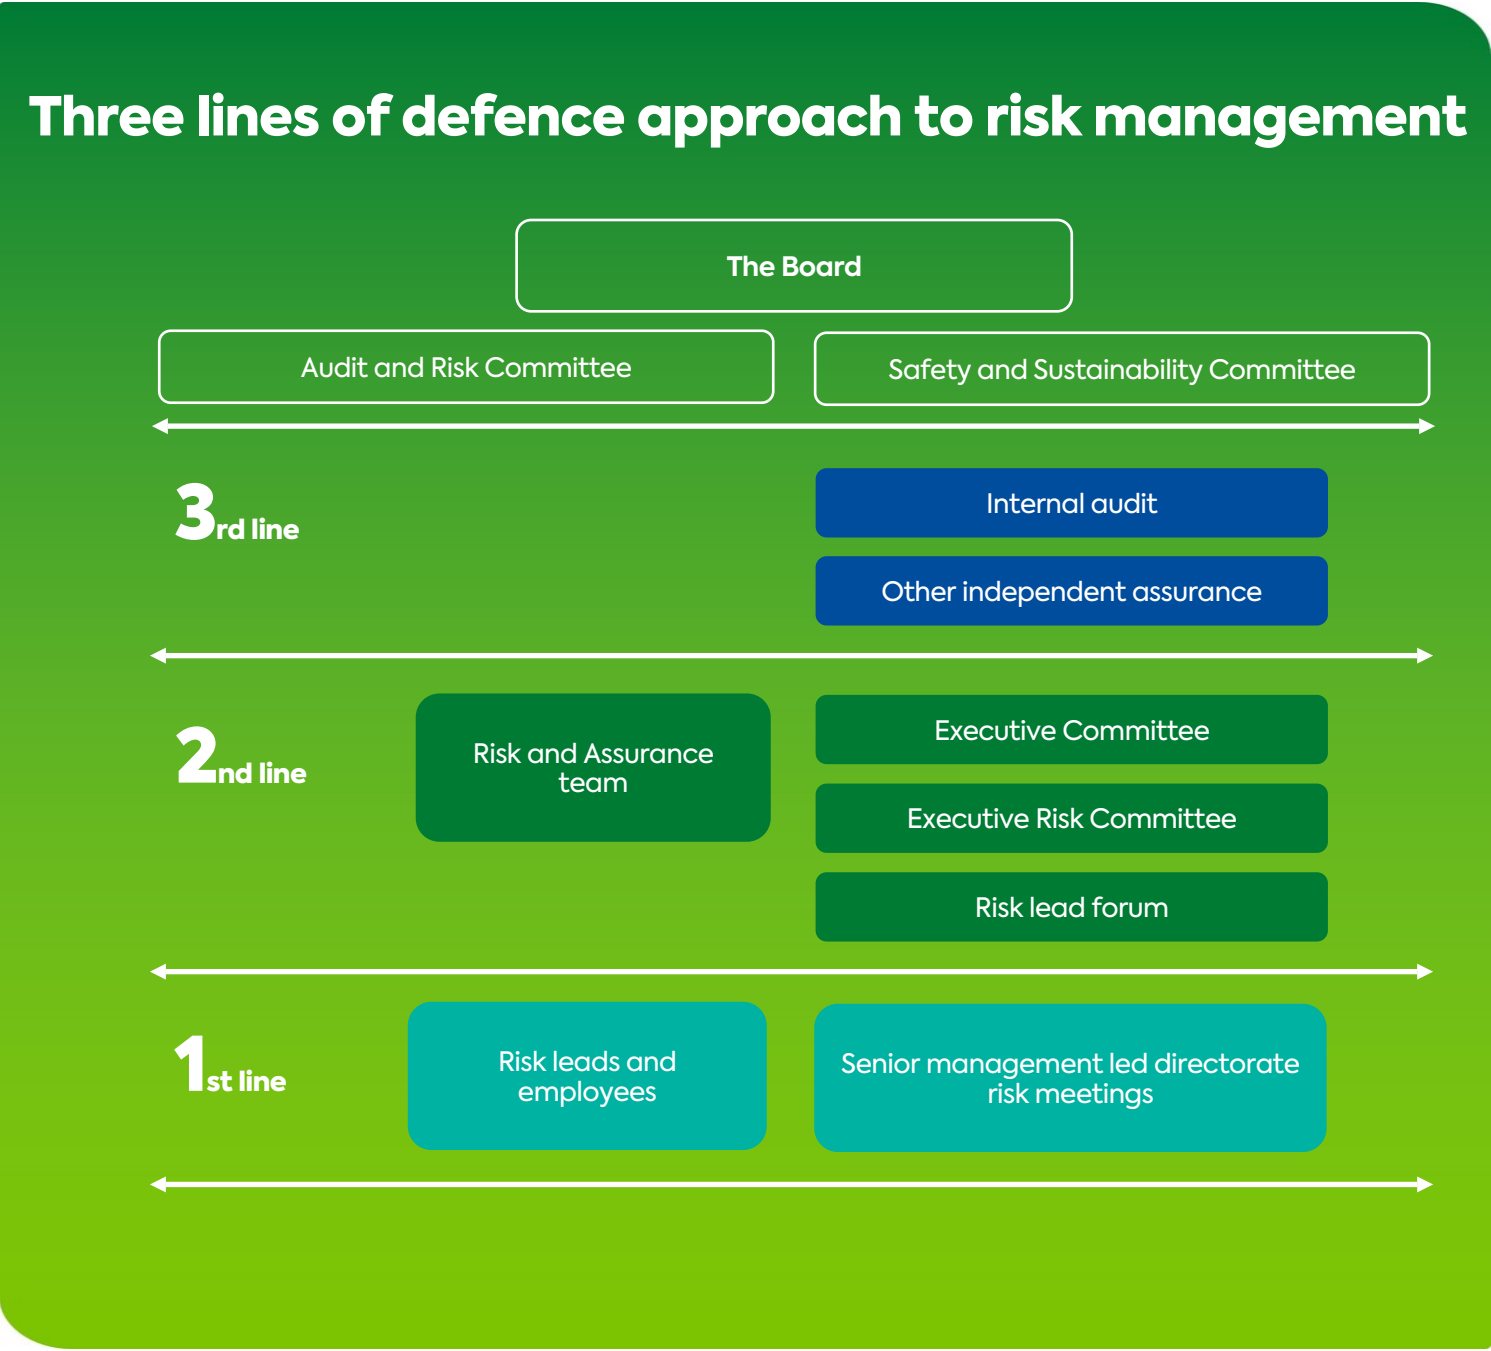 Three lines of defence approach to risk management
The Board
Audit and Risk Committee
Safety and Sustainability Committee
3rd line
Internal audit
Other independent assurance
2nd line
Risk and Assurance
team
Executive Committee
Executive Risk Committee
Risk lead forum
1st line
Risk leads and
employees
Senior management led directorate
risk meetings